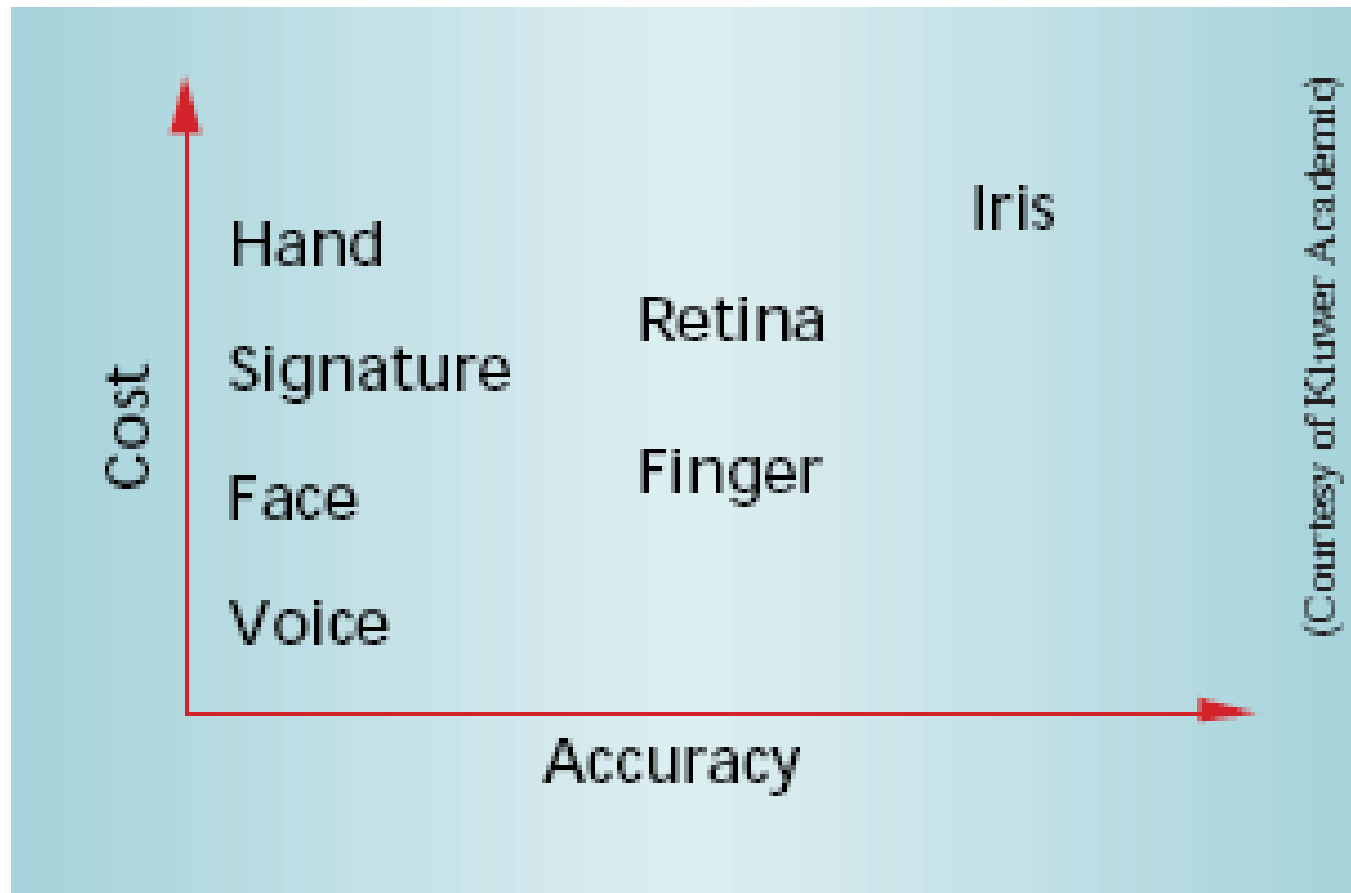 Iris
Hand
Retina
Signature
Finger
Face
Voice
Cost
Accuracy
(Courtesy of Kluwer Academic)